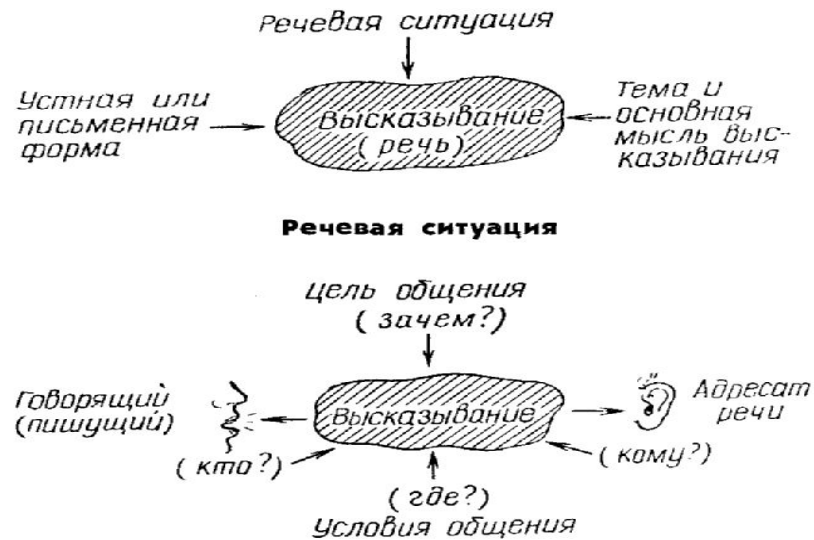 Речевая ситуация
Устная или
письменная
форма
Высказывание
(речь)
Тема и
основная
мысль выс-
казывания
Речевая ситуация
Цель общения
(зачем?)
Говорящий
(пишущий)
Высказывание
Адресат
речи
(кто?)
(кому?)
(где?)
Условия общения